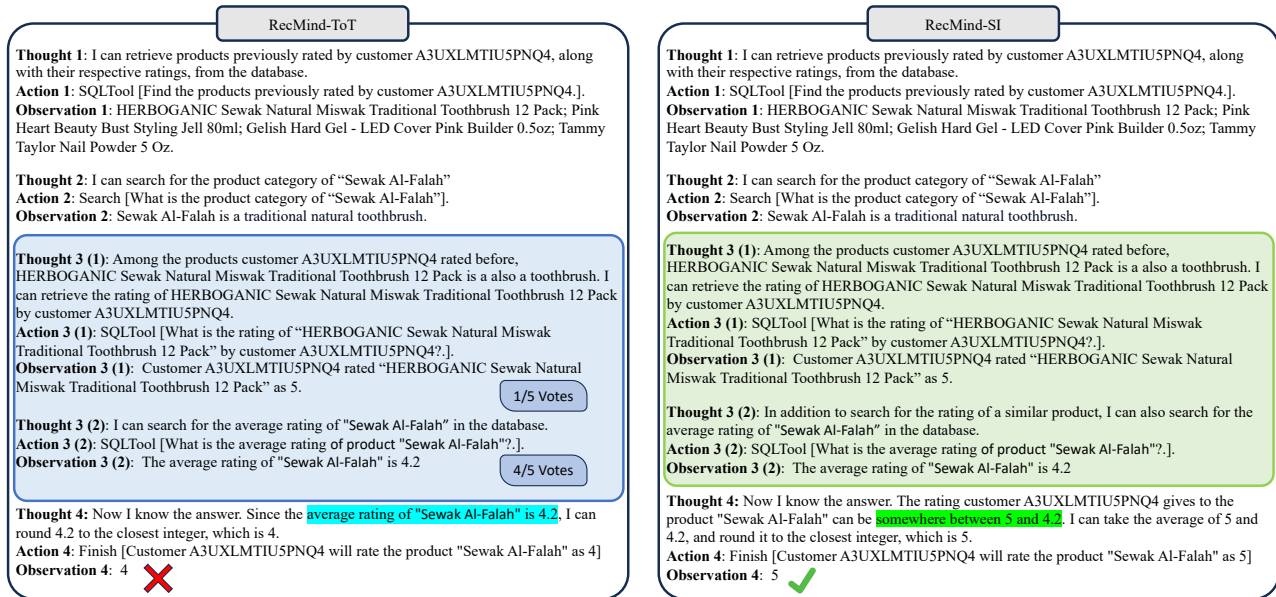 RecMind-ToT
Thought 1: I can retrieve products previously rated by customer A3UXLMTIU5PNQ4, along
with their respective ratings, from the database.
Action 1: SQLTool [Find the products previously rated by customer A3UXLMTIU5PNQ4.].
Observation 1: HERBOGANIC Sewak Natural Miswak Traditional Toothbrush 12 Pack; Pink
Heart Beauty Bust Styling Jell 80ml; Gelish Hard Gel - LED Cover Pink Builder 0.5oz; Tammy
Taylor Nail Powder 5 Oz.
Thought 2: I can search for the product category of “Sewak Al-Falah”
Action 2: Search [What is the product category of “Sewak Al-Falah”].
Observation 2: Sewak Al-Falah is a traditional natural toothbrush.
Thought 3 (1): Among the products customer A3UXLMTIU5PNQ4 rated before,
HERBOGANIC Sewak Natural Miswak Traditional Toothbrush 12 Pack is a also a toothbrush. I
can retrieve the rating of HERBOGANIC Sewak Natural Miswak Traditional Toothbrush 12 Pack
by customer A3UXLMTIU5PNQ4.
Action 3 (1): SQLTool [What is the rating of “HERBOGANIC Sewak Natural Miswak
Traditional Toothbrush 12 Pack” by customer A3UXLMTIU5PNQ4?.].
Observation 3 (1): Customer A3UXLMTIU5PNQ4 rated “HERBOGANIC Sewak Natural
Miswak Traditional Toothbrush 12 Pack” as 5.
1/5 Votes
Thought 3 (2): I can search for the average rating of "Sewak Al-Falah" in the database.
Action 3 (2): SQLTool [What is the average rating of product "Sewak Al-Falah"?.].
Observation 3 (2): The average rating of "Sewak Al-Falah" is 4.2
4/5 Votes
Thought 4: Now I know the answer. Since the average rating of "Sewak Al-Falah" is 4.2, I can
round 4.2 to the closest integer, which is 4.
Action 4: Finish [Customer A3UXLMTIU5PNQ4 will rate the product "Sewak Al-Falah" as 4]
Observation 4: 4
RecMind-SI
Thought 1: I can retrieve products previously rated by customer A3UXLMTIU5PNQ4, along
with their respective ratings, from the database.
Action 1: SQLTool [Find the products previously rated by customer A3UXLMTIU5PNQ4.].
Observation 1: HERBOGANIC Sewak Natural Miswak Traditional Toothbrush 12 Pack; Pink
Heart Beauty Bust Styling Jell 80ml; Gelish Hard Gel - LED Cover Pink Builder 0.5oz; Tammy
Taylor Nail Powder 5 Oz.
Thought 2: I can search for the product category of “Sewak Al-Falah”
Action 2: Search [What is the product category of “Sewak Al-Falah”].
Observation 2: Sewak Al-Falah is a traditional natural toothbrush.
Thought 3 (1): Among the products customer A3UXLMTIU5PNQ4 rated before,
HERBOGANIC Sewak Natural Miswak Traditional Toothbrush 12 Pack is a also a toothbrush. I
can retrieve the rating of HERBOGANIC Sewak Natural Miswak Traditional Toothbrush 12 Pack
by customer A3UXLMTIU5PNQ4.
Action 3 (1): SQLTool [What is the rating of “HERBOGANIC Sewak Natural Miswak
Traditional Toothbrush 12 Pack” by customer A3UXLMTIU5PNQ4?.].
Observation 3 (1): Customer A3UXLMTIU5PNQ4 rated “HERBOGANIC Sewak Natural
Miswak Traditional Toothbrush 12 Pack” as 5.
Thought 3 (2): In addition to search for the rating of a similar product, I can also search for the
average rating of "Sewak Al-Falah” in the database.
Action 3 (2): SQLTool [What is the average rating of product "Sewak Al-Falah"?.].
Observation 3 (2): The average rating of "Sewak Al-Falah" is 4.2
Thought 4: Now I know the answer. The rating customer A3UXLMTIU5PNQ4 gives to the
product "Sewak Al-Falah" can be somewhere between 5 and 4.2. I can take the average of 5 and
4.2, and round it to the closest integer, which is 5.
Action 4: Finish [Customer A3UXLMTIU5PNQ4 will rate the product "Sewak Al-Falah" as 5]
Observation 4: 5